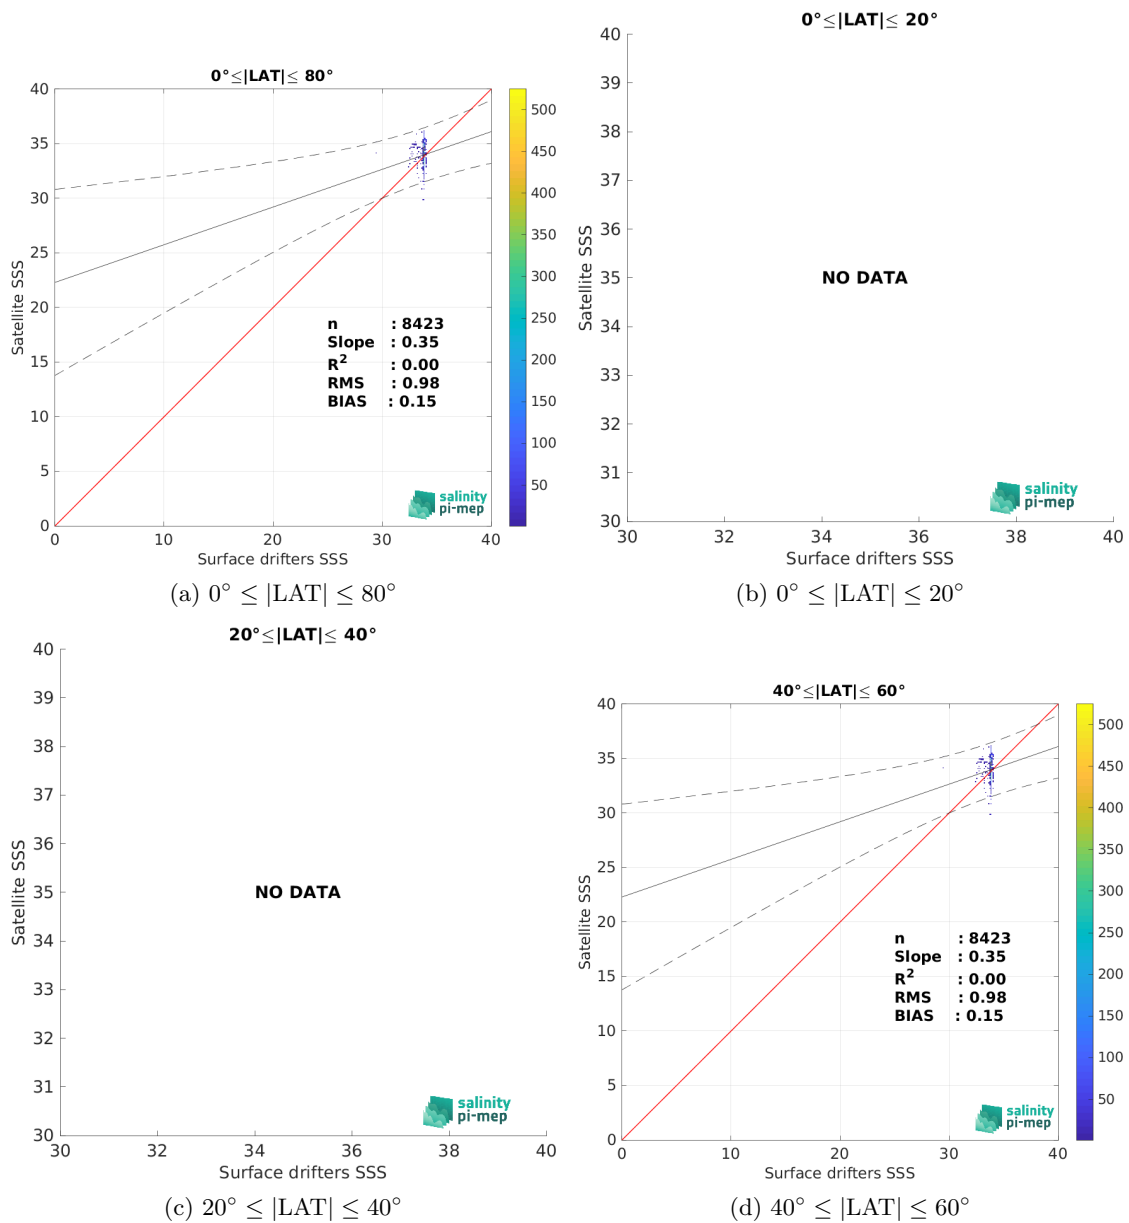 0°≤|LAT|≤ 80°
40
35
30
25
20
15
10
5
0
Satellite SSS
n : 8423
Slope : 0.35
R2 : 0.00
RMS : 0.98
BIAS : 0.15
salinity
pi-mep
0 10 20 30 40
Surface drifters SSS
500
450
400
350
300
250
200
150
100
50
(a) 0° ≤ |LAT| ≤ 80°
0°≤|LAT|≤ 20°
40
39
38
37
36
35
34
33
32
31
30
Satellite SSS
NO DATA
salinity
pi-mep
30 32 34 36 38 40
Surface drifters SSS
(b) 0° ≤ |LAT| ≤ 20°
20°≤|LAT|≤ 40°
40
39
38
37
36
35
34
33
32
31
30
Satellite SSS
NO DATA
salinity
pi-mep
30 32 34 36 38 40
Surface drifters SSS
(c) 20° ≤ |LAT| ≤ 40°
40°≤|LAT|≤ 60°
40
35
30
25
20
15
10
5
0
Satellite SSS
n : 8423
Slope : 0.35
R2 : 0.00
RMS : 0.98
BIAS : 0.15
salinity
pi-mep
0 10 20 30 40
Surface drifters SSS
500
450
400
350
300
250
200
150
100
50
(d) 40° ≤ |LAT| ≤ 60°